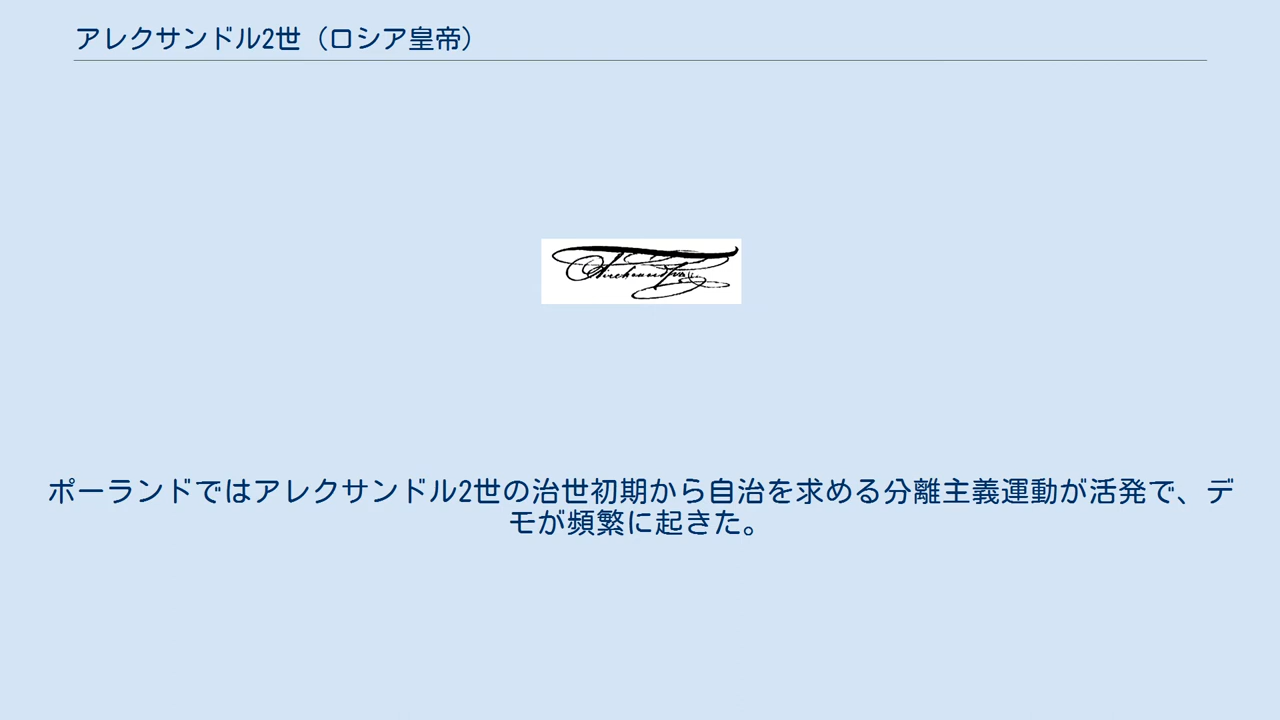 アレクサンドル2世（ロシア皇帝）
ポーランドではアレクサンドル2世の治世初期から自治を求める分離主義運動が活発で、デ
モが頻繁に起きた。